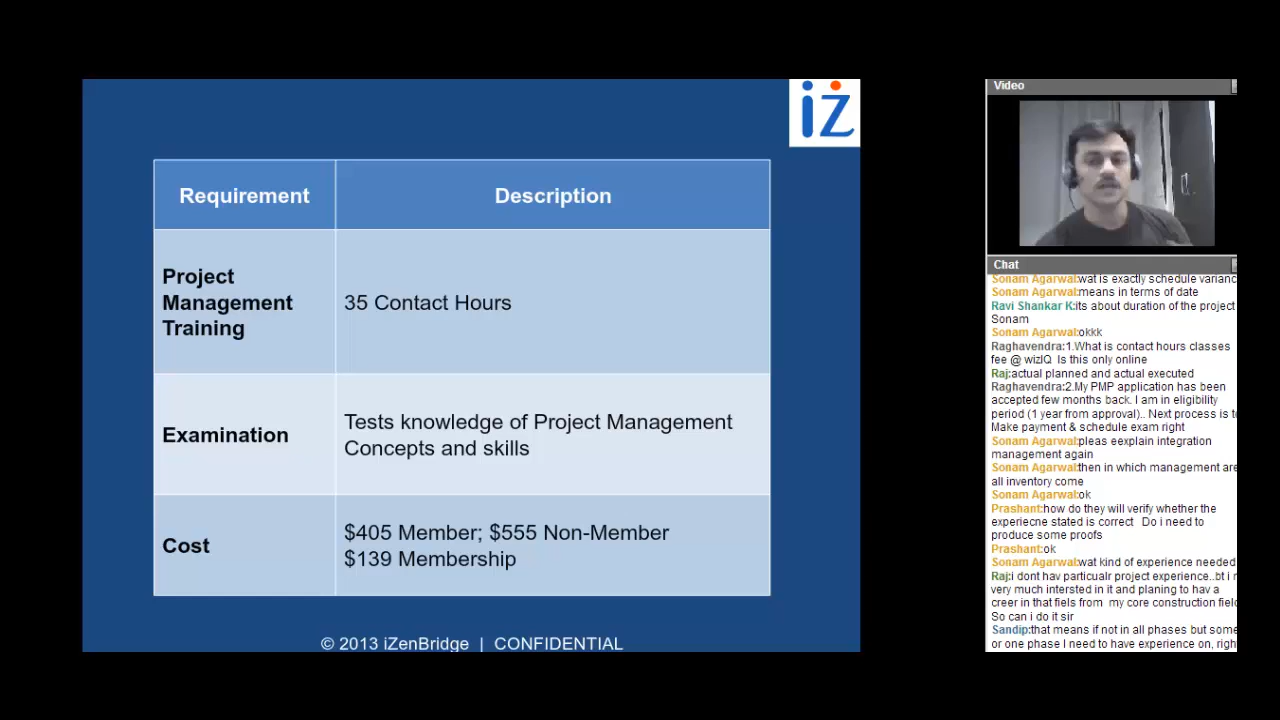 iz
Requirement
Description
Project
Management
Training
35 Contact Hours
Examination
Tests knowledge of Project Management
Concepts and skills
Cost
$405 Member; $555 Non-Member
$139 Membership
© 2013 iZenBridge | CONFIDENTIAL
Video
Chat
Sonam Agarwal:wat is exactly schedule varianc
Sonam Agarwal:means in terms of date
Ravi Shankar K:its about duration of the project
Sonam
Sonam Agarwal:okkk
Raghavendra:1.What is contact hours classes
fee @ wizIQ Is this only online
Raj:actual planned and actual executed
Raghavendra:2.My PMP application has been
accepted few months back. I am in eligibility
period (1 year from approval).. Next process is to
Make payment & schedule exam right
Sonam Agarwal:pleas eexplain integration
management again
Sonam Agarwal:then in which management are
all inventory come
Sonam Agarwal:ok
Prashant:how do they will verify whether the
experiecne stated is correct Do i need to
produce some proofs
Prashant:ok
Sonam Agarwal:wat kind of experience needed
Raj:i dont hav particualr project experience..bt i
very much intersted in it and planing to hav a
creer in that fiels from my core construction field
So can i do it sir
Sandip:that means if not in all phases but some
or one phase I need to have experience on, righ